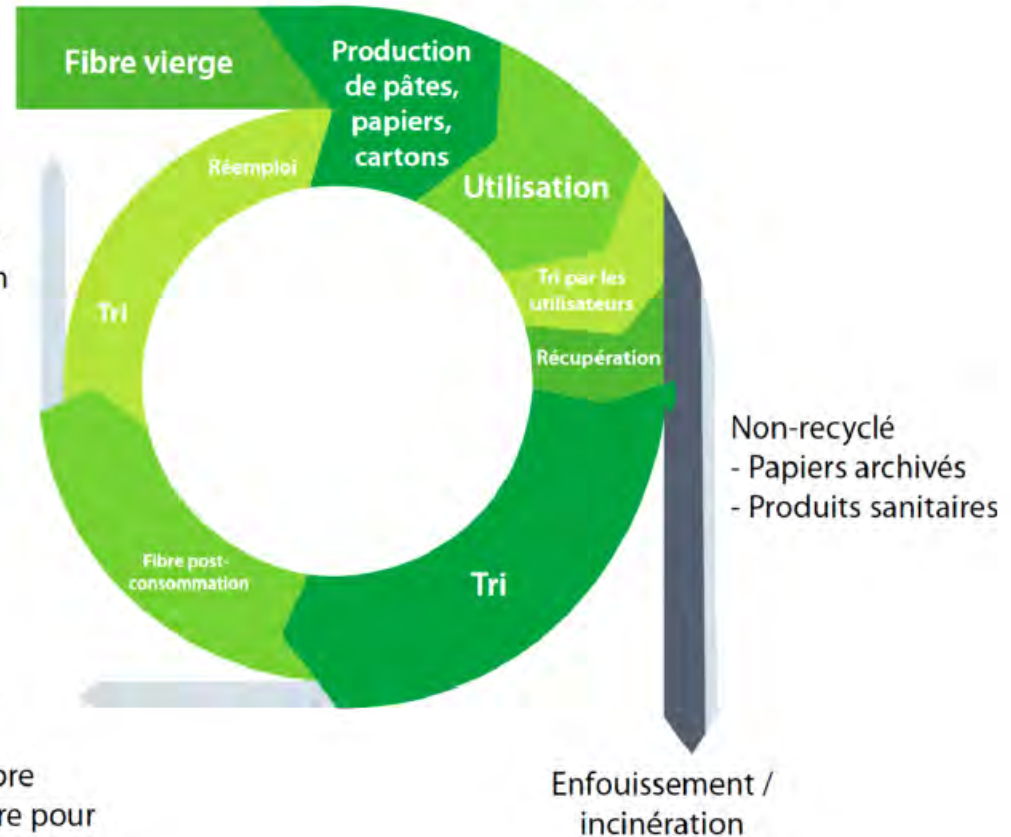 Fibre vierge
Production
de pâtes,
papiers,
cartons
Réemploi
Utilisation
Tri par les
utilisateurs
Tri
Récupération
Non-recyclé
- Papiers archivés
- Produits sanitaires
Fibre post-
consommation
Tri
Enfouissement /
incinération
pour